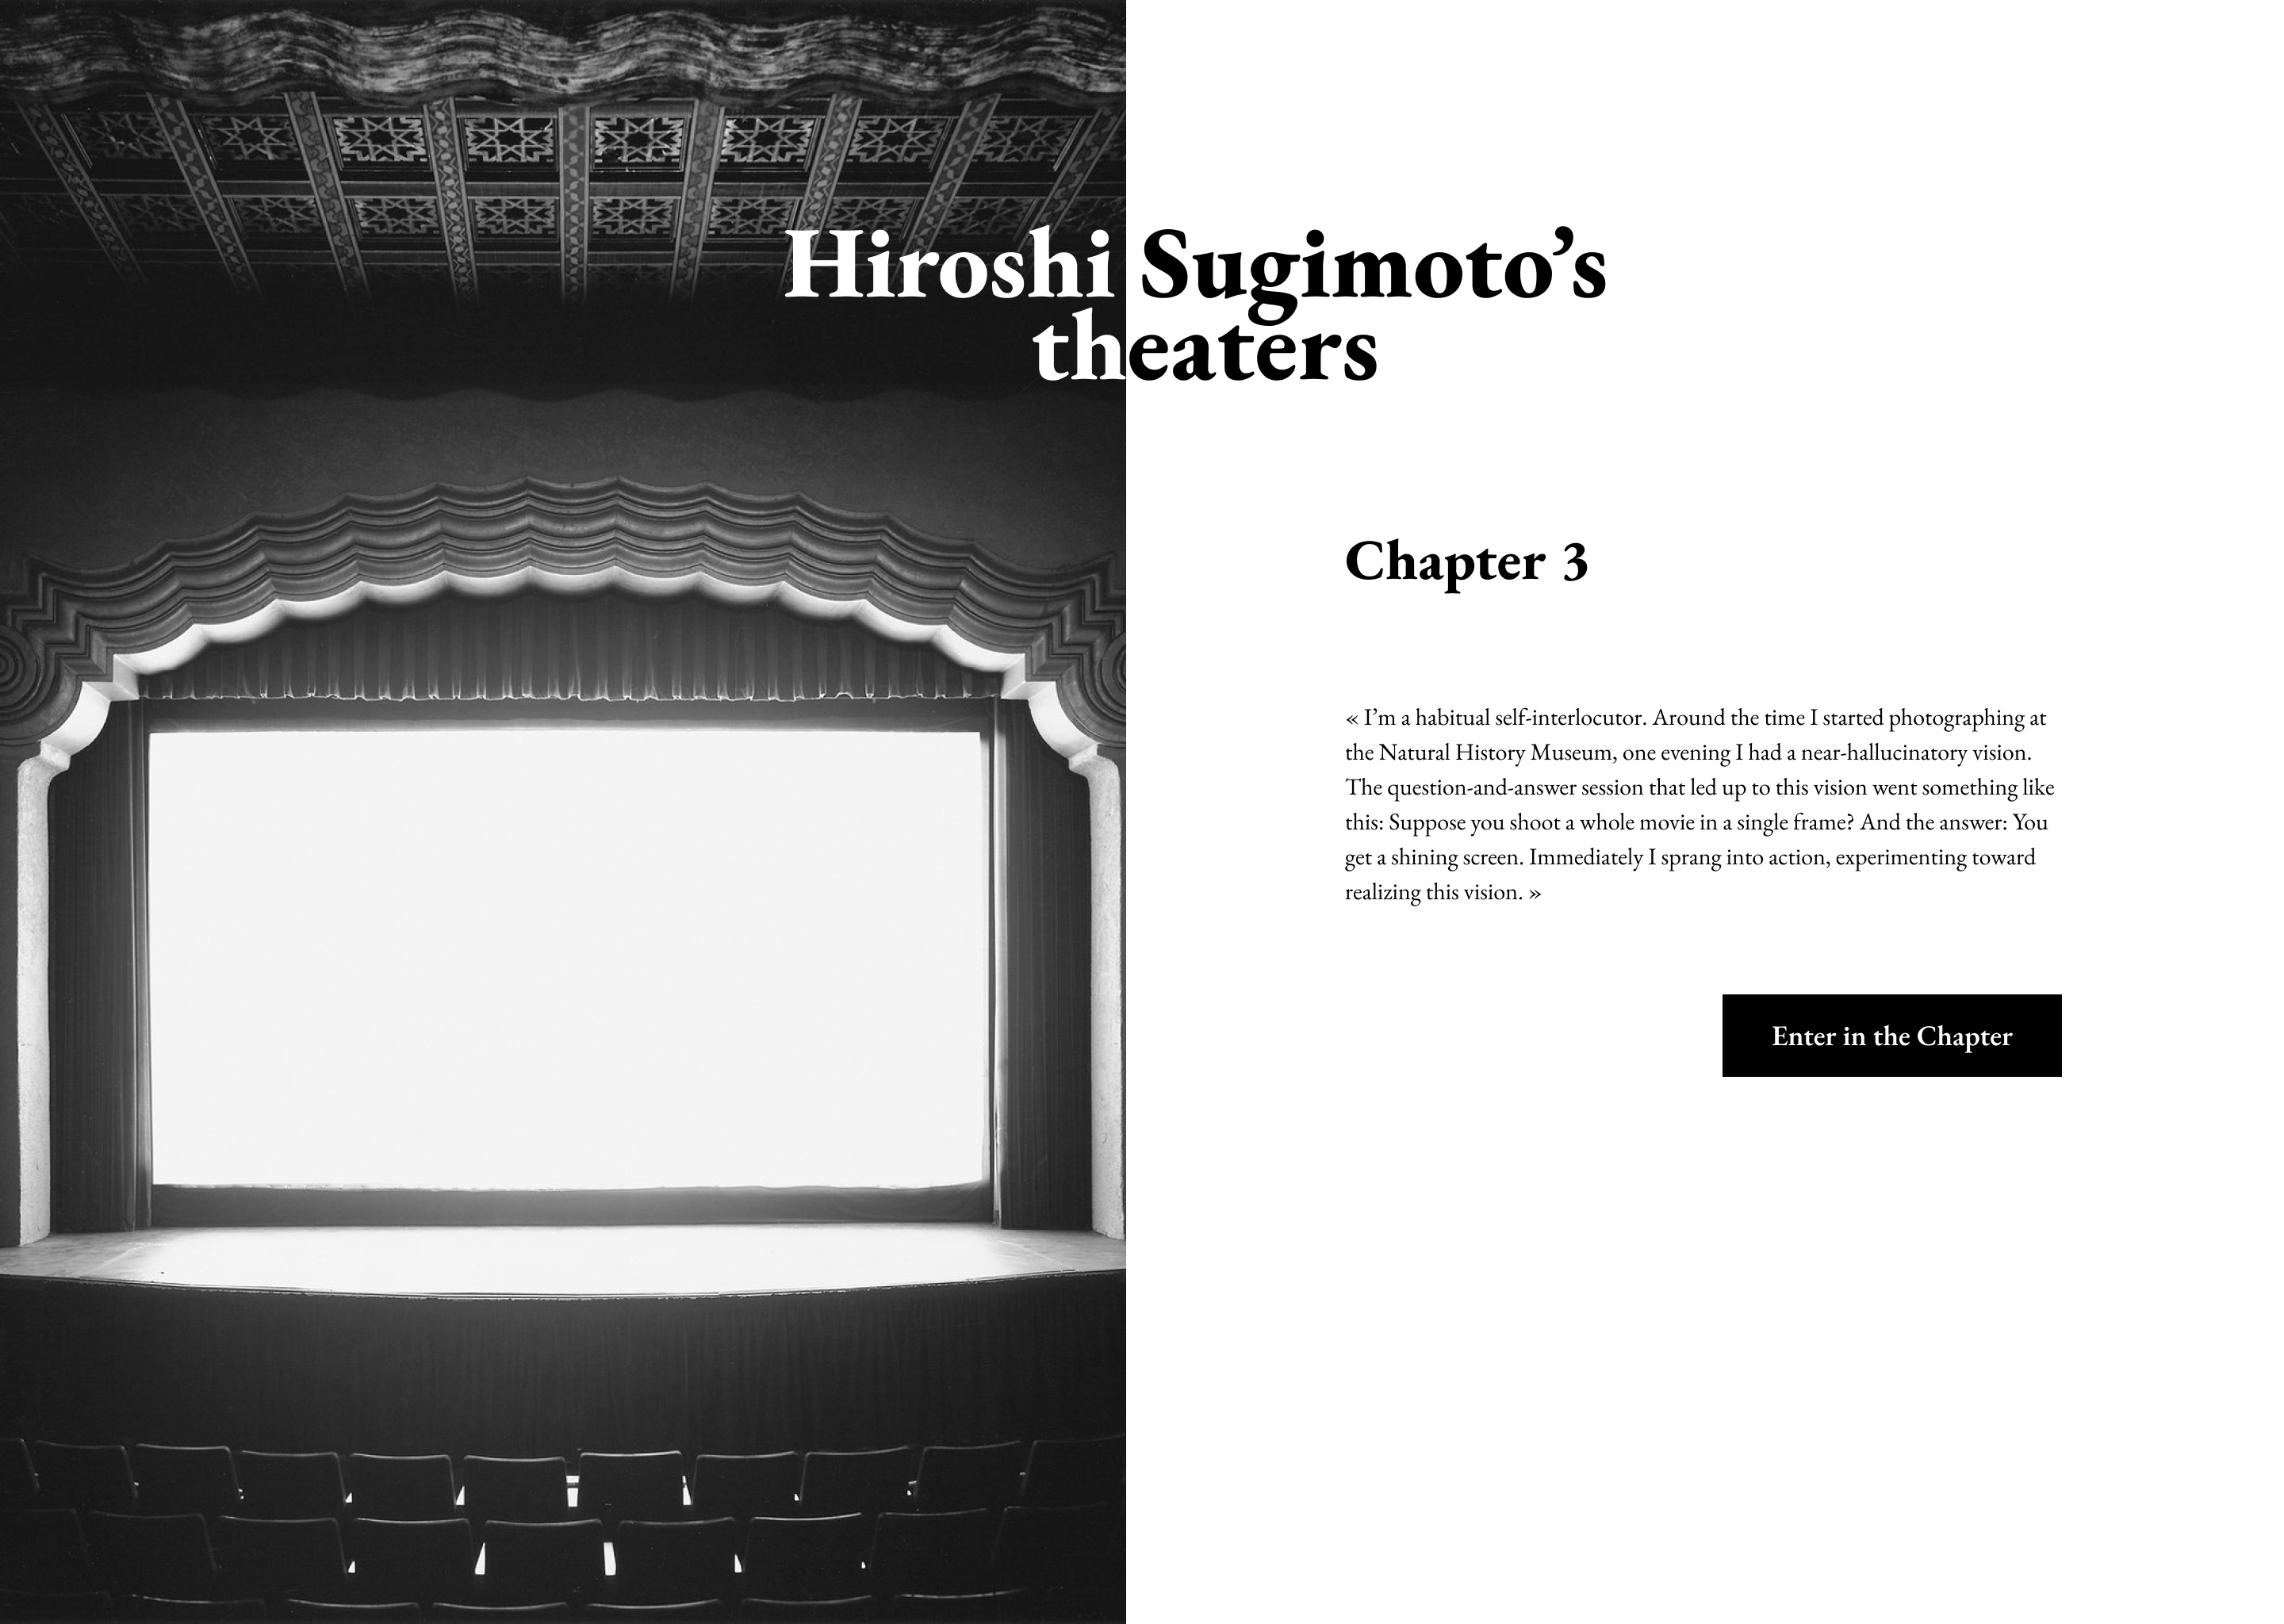 Hiroshi Sugimoto’s
theaters
Chapter 3
« I’m a habitual self-interlocutor. Around the time I started photographing at
the Natural History Museum, one evening I had a near-hallucinatory vision.
The question-and-answer session that led up to this vision went something like
this: Suppose you shoot a whole movie in a single frame? And the answer: You
get a shining screen. Immediately I sprang into action, experimenting toward
realizing this vision. »
Enter in the Chapter